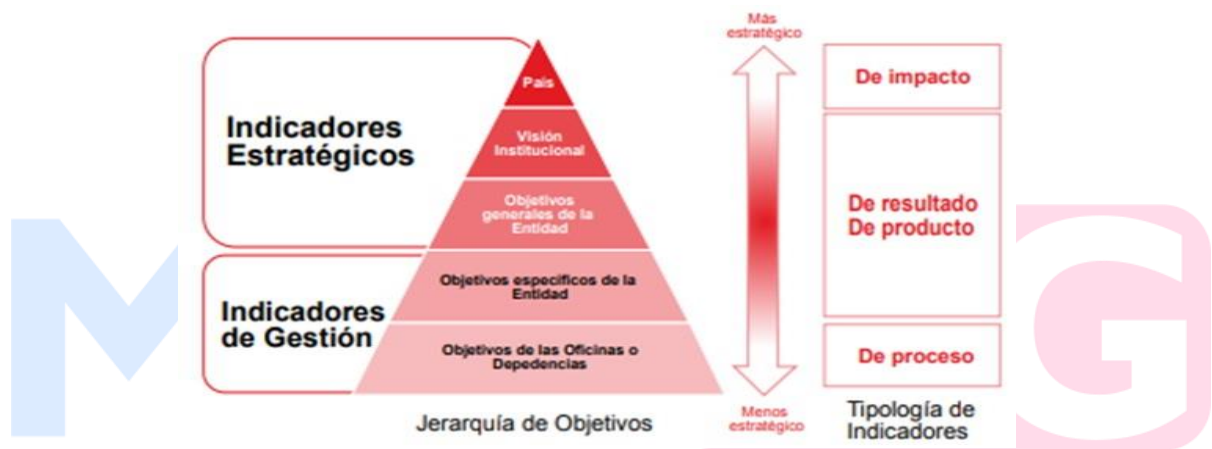 Indicadores
Estratégicos
Indicadores
de Gestión
País
Visión
Institucional
Objetivos
generales de la
Entidad
Objetivos específicos de la
Entidad
Objetivos de las Oficinas o
Depedencias
Jerarquía de Objetivos
Más
estratégico
Menos
estratégico
De impacto
De resultado
De producto
De proceso
Tipología de
Indicadores
M
G